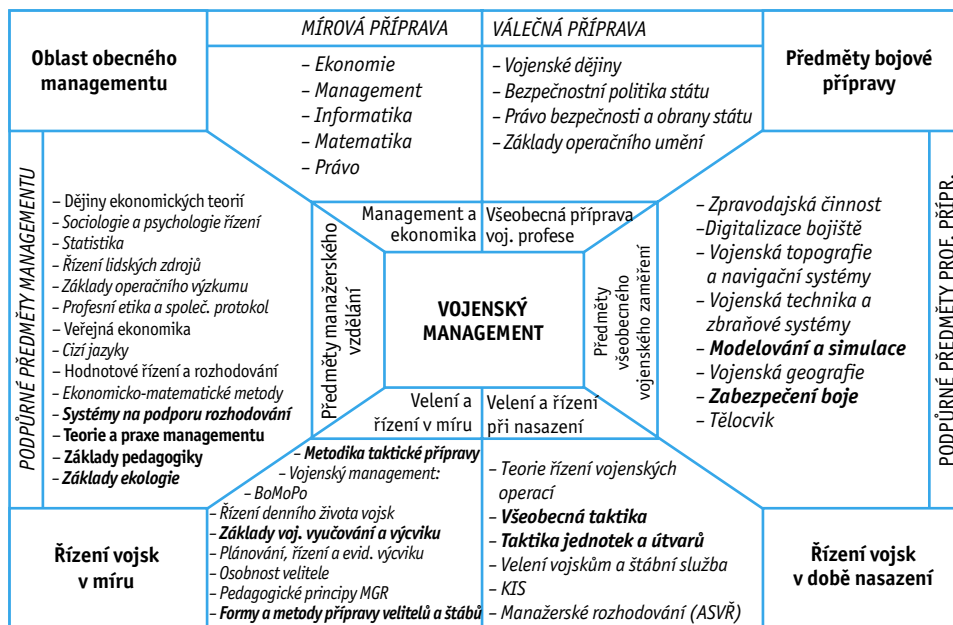 Oblast obecného
managementu
MÍROVÁ PŘÍPRAVA
– Ekonomie
– Management
– Informatika
– Matematika
– Právo
VÁLEČNÁ PŘÍPRAVA
– Vojenské dějiny
– Bezpečnostní politika státu
– Právo bezpečnosti a obrany státu
– Základy operačního umění
Předměty bojové
přípravy
PODPŮRNÉ PŘEDMĚTY MANAGEMENTU
– Dějiny ekonomických teorií
– Sociologie a psychologie řízení
– Statistika
– Řízení lidských zdrojů
– Základy operačního výzkumu
– Profesní etika a společ. protokol
– Veřejná ekonomika
– Cizí jazyky
– Hodnotové řízení a rozhodování
– Ekonomicko-matematické metody
– Systémy na podporu rozhodování
– Teorie a praxe managementu
– Základy pedagogiky
– Základy ekologie
Předměty manažerského
vzdělání
Management a
ekonomika
Všeobecná příprava
voj. profese
VOJENSKÝ
MANAGEMENT
Velení a
řízení v míru
Velení a řízení
při nasazení
Předměty
všeobecného
vojenského zaměření
– Zpravodajská činnost
–Digitalizace bojiště
– Vojenská topografie
a navigační systémy
– Vojenská technika a
zbraňové systémy
– Modelování a simulace
– Vojenská geografie
– Zabezpečení boje
– Tělocvik
PODPŮRNÉ PŘEDMĚTY PROF. PŘÍPR.
Řízení vojsk
v míru
– Metodika taktické přípravy
– Vojenský management:
– BoMoPo
– Řízení denního života vojsk
– Základy voj. vyučování a výcviku
– Plánování, řízení a evid. výcviku
– Osobnost velitele
– Pedagogické principy MGR
– Formy a metody přípravy velitelů a štábů
– Teorie řízení vojenských
operací
– Všeobecná taktika
– Taktika jednotek a útvarů
– Velení vojskům a štábní služba
– KIS
– Manažerské rozhodování (ASVŘ)
Řízení vojsk
v době nasazení